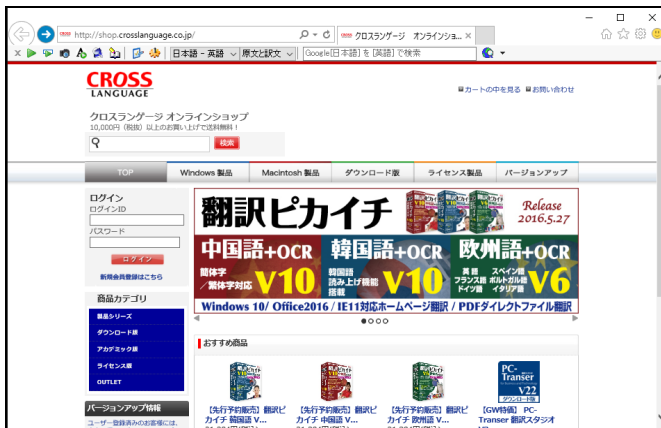 http://shop.crosslanguage.co.jp/
クロスランゲージ オンラインショ...
日本語 - 英語
原文と訳文
Google[日本語] を [英語] で検索
CROSS
LANGUAGE
カートの中を見る
お問い合わせ
クロスランゲージ オンラインショップ
10,000円（税抜）以上のお買い上げで送料無料！
検索
TOP
Windows 製品
Macintosh 製品
ダウンロード版
ライセンス製品
バージョンアップ
ログイン
ログインID
パスワード
ログイン
新規会員登録はこちら
商品カテゴリ
製品シリーズ
ダウンロード版
アカデミック版
ライセンス版
OUTLET
バージョンアップ情報
ユーザー登録済みのお客様には、
翻訳ピカイチ
Release
2016.5.27
中国語+OCR
簡体字
／繁体字対応
V10
韓国語+OCR
韓国語
読み上げ機能
搭載
V10
欧州語+OCR
英語 スペイン語
フランス語 ポルトガル語
ドイツ語 イタリア語
V6
Windows 10/ Office2016 / IE11対応ホームページ翻訳 / PDFダイレクトファイル翻訳
おすすめ商品
PC-
Transer
V22
ダウンロード版
【先行予約販売】翻訳ピ
カイチ 韓国語 V...
【先行予約販売】翻訳ピ
カイチ 中国語 V...
【先行予約販売】翻訳ピ
カイチ 欧州語 V...
【GW特価】 PC-
Transer 翻訳スタジオ